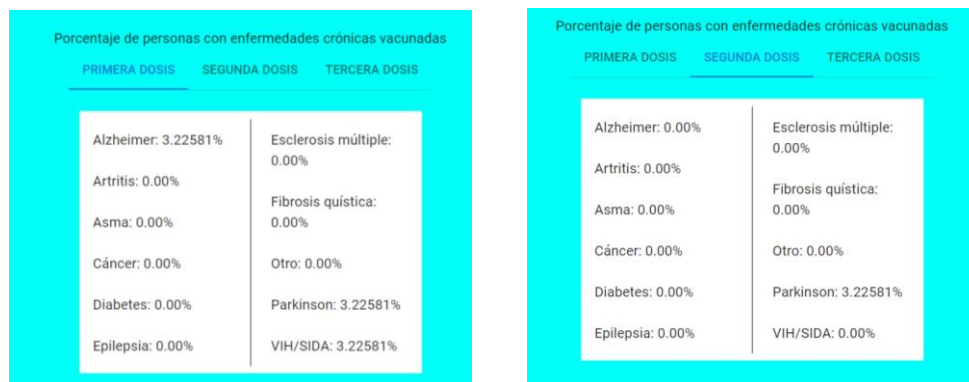 Porcentaje de personas con enfermedades crónicas vacunadas
PRIMERA DOSIS SEGUNDA DOSIS TERCERA DOSIS
Alzheimer: 3.22581%
Artritis: 0.00%
Asma: 0.00%
Cáncer: 0.00%
Diabetes: 0.00%
Epilepsia: 0.00%
Esclerosis múltiple:
0.00%
Fibrosis quística:
0.00%
Otro: 0.00%
Parkinson: 3.22581%
VIH/SIDA: 3.22581%
Porcentaje de personas con enfermedades crónicas vacunadas
PRIMERA DOSIS SEGUNDA DOSIS TERCERA DOSIS
Alzheimer: 0.00%
Artritis: 0.00%
Asma: 0.00%
Cáncer: 0.00%
Diabetes: 0.00%
Epilepsia: 0.00%
Esclerosis múltiple:
0.00%
Fibrosis quística:
0.00%
Otro: 0.00%
Parkinson: 3.22581%
VIH/SIDA: 0.00%